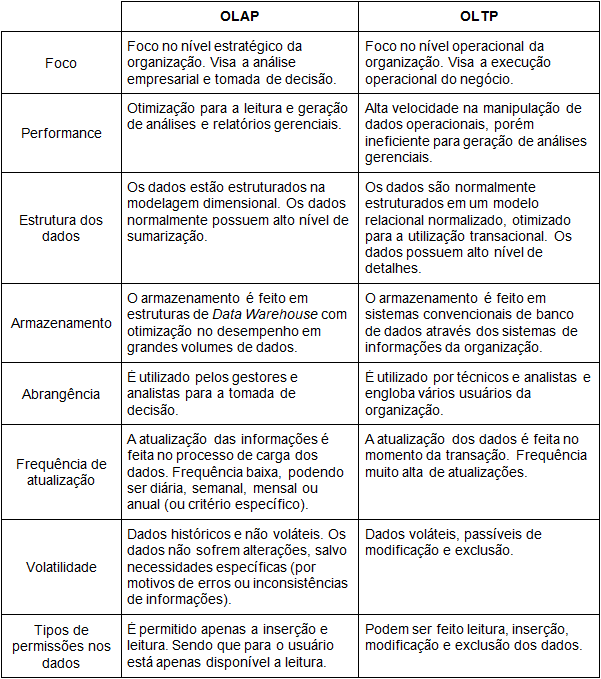 OLAP
OLTP
Foco
Foco no nível estratégico da
organização. Visa a análise
empresarial e tomada de decisão.
Foco no nível operacional da
organização. Visa a execução
operacional do negócio.
Performance
Otimização para a leitura e geração
de análises e relatórios gerenciais.
Alta velocidade na manipulação de
dados operacionais, porém
ineficiente para geração de análises
gerenciais.
Estrutura dos
dados
Os dados estão estruturados na
modelagem dimensional. Os dados
normalmente possuem alto nível de
sumarização.
Os dados são normalmente
estruturados em um modelo
relacional normalizado, otimizado
para a utilização transacional. Os
dados possuem alto nível de
detalhes.
Armazenamento
O armazenamento é feito em
estruturas de Data Warehouse com
otimização no desempenho em
grandes volumes de dados.
O armazenamento é feito em
sistemas convencionais de banco
de dados através dos sistemas de
informações da organização.
Abrangência
É utilizado pelos gestores e
analistas para a tomada de
decisão.
É utilizado por técnicos e analistas e
engloba vários usuários da
organização.
Frequência de
atualização
A atualização das informações é
feita no processo de carga dos
dados. Frequência baixa, podendo
ser diária, semanal, mensal ou
anual (ou critério específico).
A atualização dos dados é feita no
momento da transação. Frequência
muito alta de atualizações.
Volatilidade
Dados históricos e não voláteis. Os
dados não sofrem alterações, salvo
necessidades específicas (por
motivos de erros ou inconsistências
de informações).
Dados voláteis, passíveis de
modificação e exclusão.
Tipos de
permissões nos
dados
É permitido apenas a inserção e
leitura. Sendo que para o usuário
está apenas disponível a leitura.
Podem ser feito leitura, inserção,
modificação e exclusão dos dados.